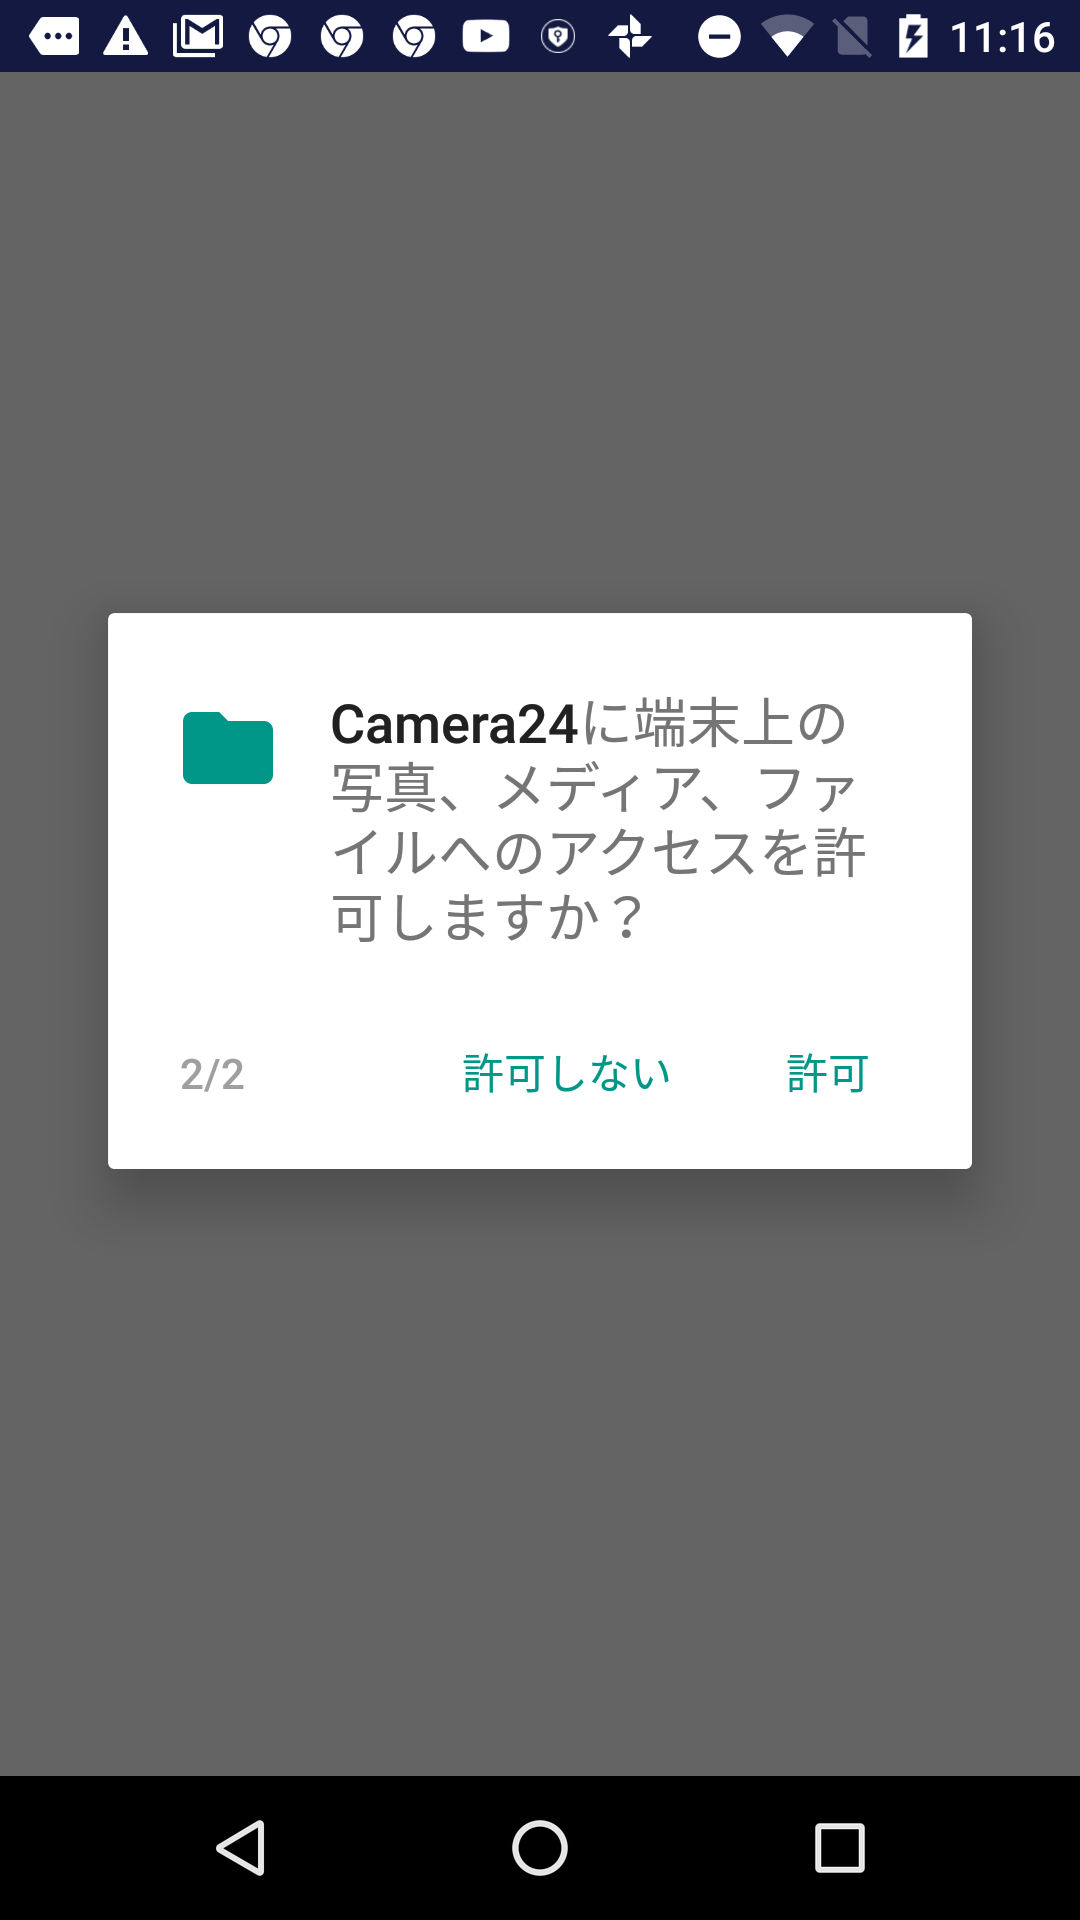 11:16
Camera24に端末上の
写真、メディア、ファ
イルへのアクセスを許
可しますか？
2/2 許可しない 許可